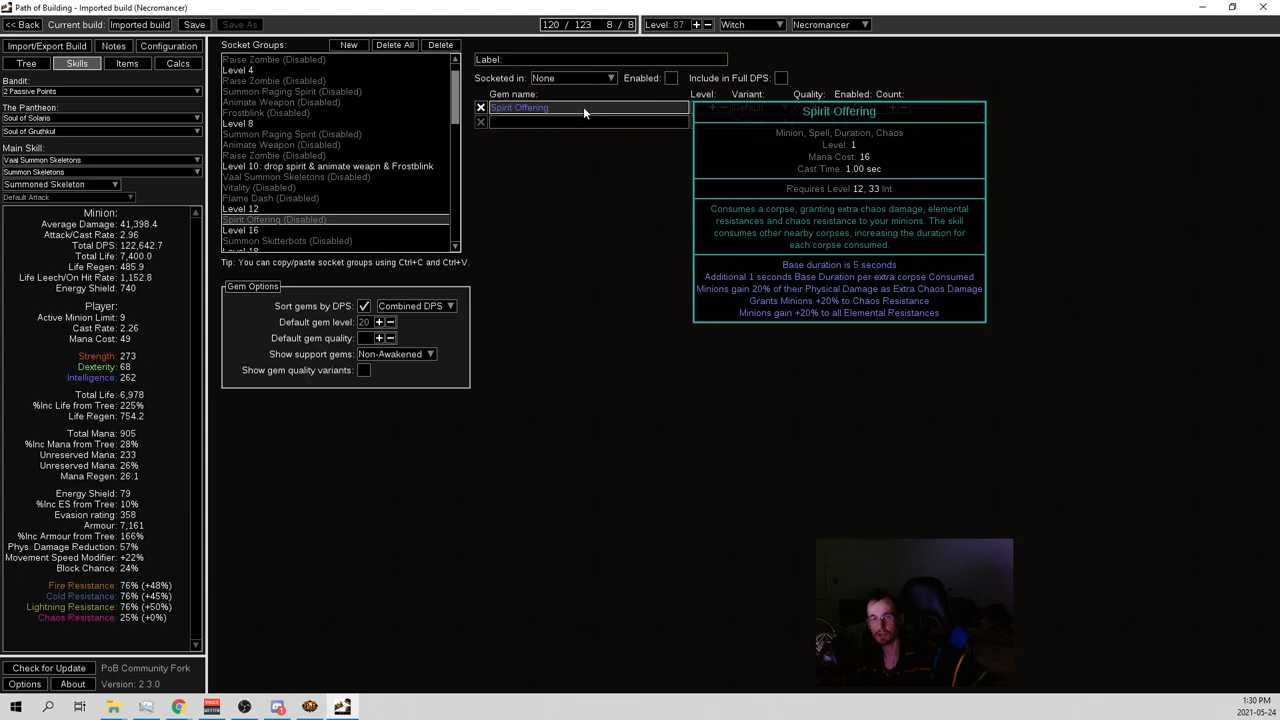 Path of Building - Imported build (Necromancer)
<< Back
Current build:
Imported build
Save
Save As
120 / 123 8 / 8
Level: 87
+
−
Witch
Necromancer
Import/Export Build
Notes
Configuration
Skills
Tree
Items
Calcs
Bandit:
2 Passive Points
The Pantheon:
Soul of Solaris
Soul of Gruthkul
Main Skill:
Vaal Summon Skeletons
Summon Skeletons
Summoned Skeleton
Default Attack
Minion:
Average Damage: 41,398.4
Attack/Cast Rate: 2.96
Total DPS: 122,642.7
Total Life: 7,400.0
Life Regen: 485.9
Life Leech/On Hit Rate: 1,152.8
Energy Shield: 740
Player:
Active Minion Limit: 9
Cast Rate: 2.26
Mana Cost: 49
Strength: 273
Dexterity: 68
Intelligence: 262
Total Life: 6,978
%Inc Life from Tree: 225%
Life Regen: 754.2
Total Mana: 905
%Inc Mana from Tree: 28%
Unreserved Mana: 233
Unreserved Mana: 26%
Mana Regen: 26.1
Energy Shield: 79
%Inc ES from Tree: 10%
Evasion rating: 358
Armour: 7,161
%Inc Armour from Tree: 166%
Phys. Damage Reduction: 57%
Movement Speed Modifier: +22%
Block Chance: 24%
Fire Resistance: 76% (+48%)
Cold Resistance: 76% (+45%)
Lightning Resistance: 76% (+50%)
Chaos Resistance: 25% (+0%)
Check for Update
PoB Community Fork
Options
About
Version: 2.3.0
Socket Groups:
New
Delete All
Delete
Raise Zombie (Disabled)
Level 4
Raise Zombie (Disabled)
Summon Raging Spirit (Disabled)
Animate Weapon (Disabled)
Frostblink (Disabled)
Level 8
Summon Raging Spirit (Disabled)
Animate Weapon (Disabled)
Raise Zombie (Disabled)
Level 10: drop spirit & animate weapn & Frostblink
Vaal Summon Skeletons (Disabled)
Vitality (Disabled)
Flame Dash (Disabled)
Level 12
Spirit Offering (Disabled)
Level 16
Summon Skitterbots (Disabled)
Level 18
Tip: You can copy/paste socket groups using Ctrl+C and Ctrl+V.
Gem Options
Sort gems by DPS:
Combined DPS
Default gem level: 20 + −
Default gem quality: + −
Show support gems: Non-Awakened
Show gem quality variants:
Label:
Socketed in: None
Enabled:
Include in Full DPS:
Gem name:
Level:
Variant:
Quality:
Enabled:
Count:
Spirit Offering
Default
Spirit Offering
Minion, Spell, Duration, Chaos
Level: 1
Mana Cost: 16
Cast Time: 1.00 sec
Requires Level 12, 33 Int
Consumes a corpse, granting extra chaos damage, elemental
resistances and chaos resistance to your minions. The skill
consumes other nearby corpses, increasing the duration for
each corpse consumed.
Base duration is 5 seconds
Additional 1 seconds Base Duration per extra corpse Consumed
Minions gain 20% of their Physical Damage as Extra Chaos Damage
Grants Minions +20% to Chaos Resistance
Minions gain +20% to all Elemental Resistances
1:30 PM
2021-05-24